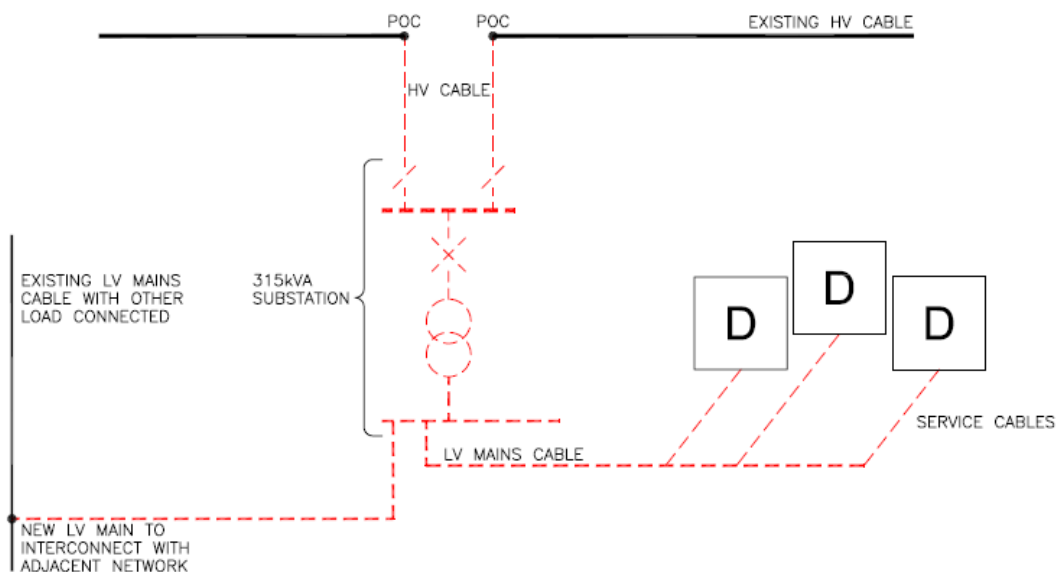 POC
POC
EXISTING HV CABLE
HV CABLE
EXISTING LV MAINS
CABLE WITH OTHER
LOAD CONNECTED
315kVA
SUBSTATION
D
D
D
SERVICE CABLES
LV MAINS CABLE
NEW LV MAIN TO
INTERCONNECT WITH
ADJACENT NETWORK